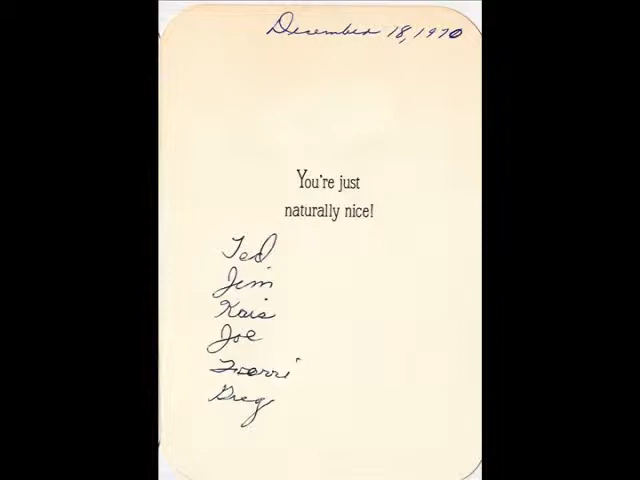 December 18, 1970
You're just
naturally nice!
Ted
Jim
Kris
Joe
Greg